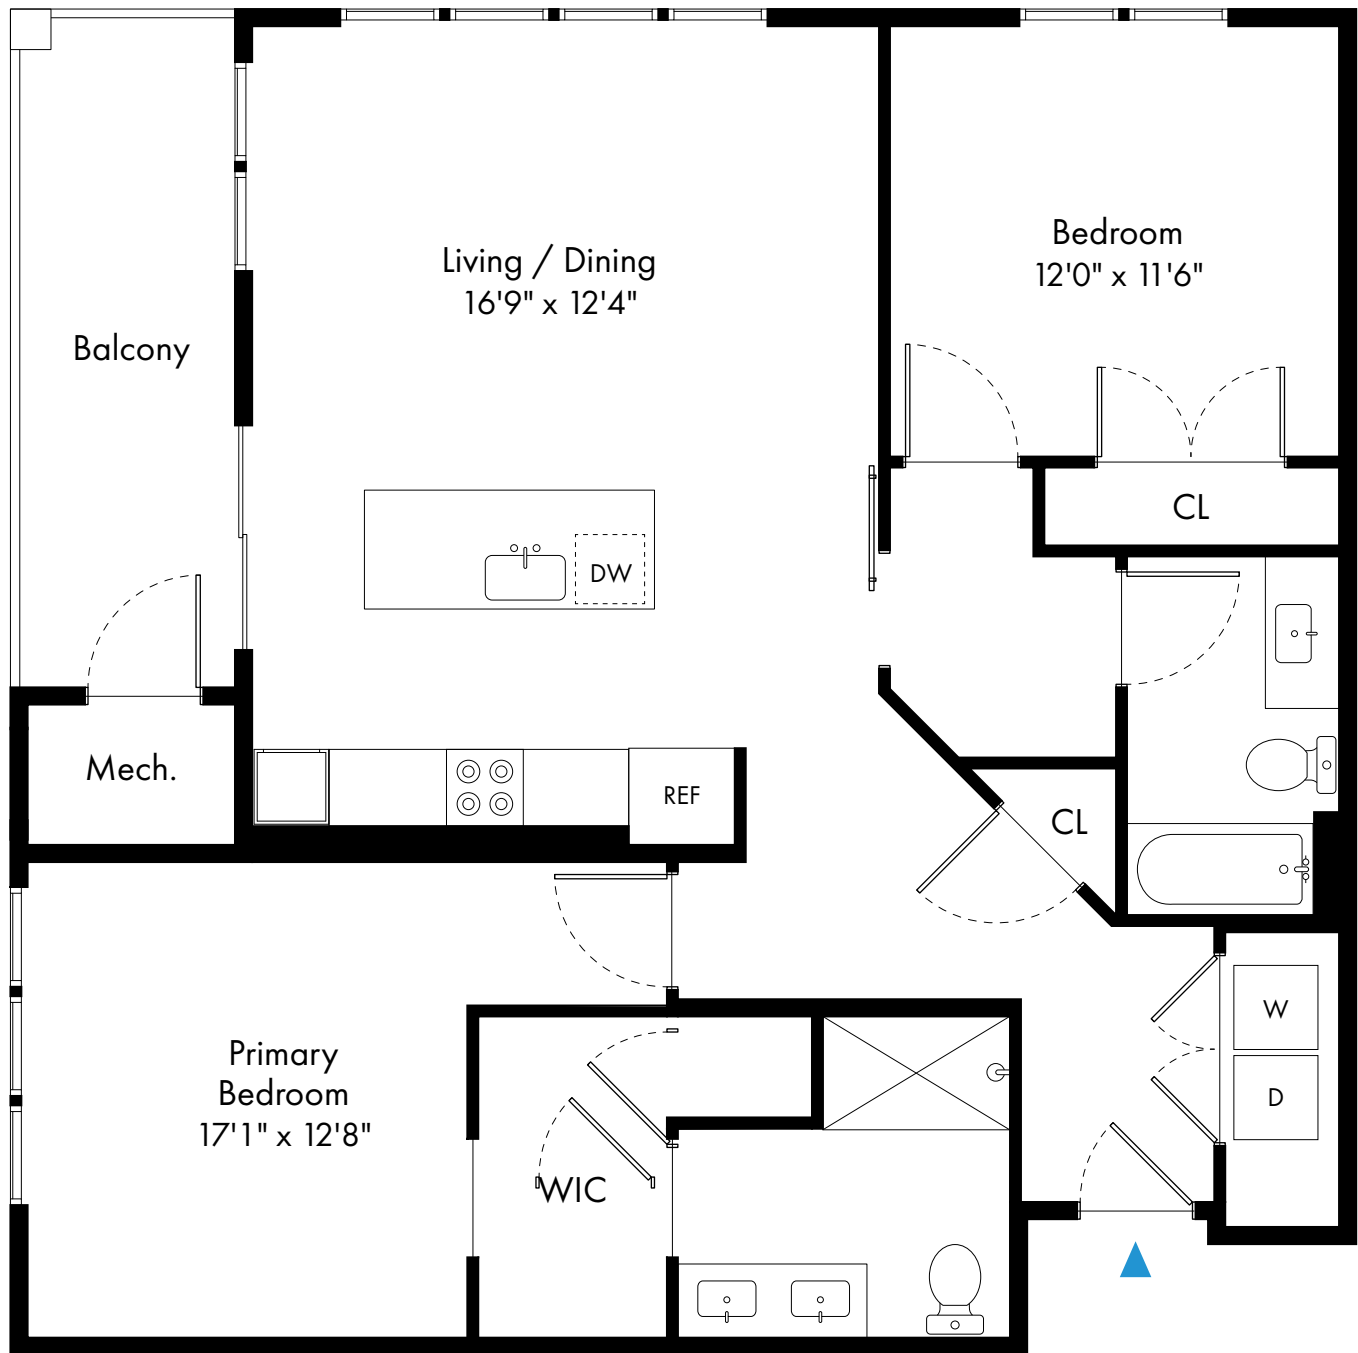 Living / Dining
16'9" x 12'4"
Bedroom
12'0" x 11'6"
Balcony
CL
DW
Mech.
REF
CL
W
D
Primary
Bedroom
17'1" x 12'8"
WIC